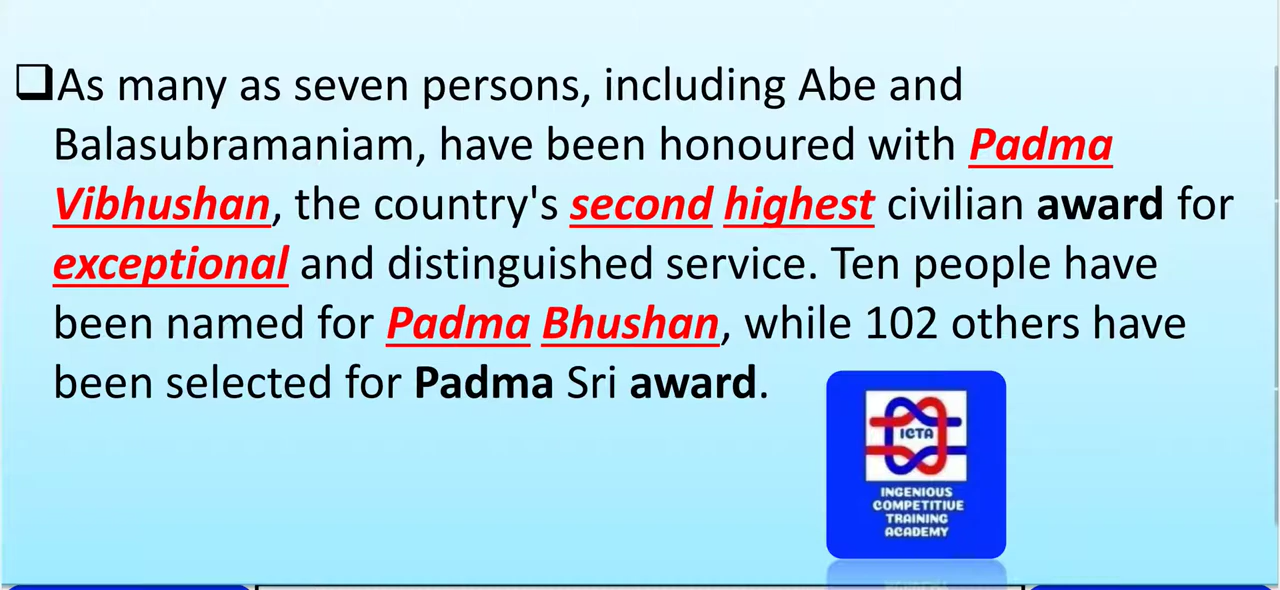 ❑As many as seven persons, including Abe and
Balasubramaniam, have been honoured with Padma
Vibhushan, the country's second highest civilian award for
exceptional and distinguished service. Ten people have
been named for Padma Bhushan, while 102 others have
been selected for Padma Sri award.
ICTA
INGENIOUS
COMPETITIVE
TRAINING
ACADEMY